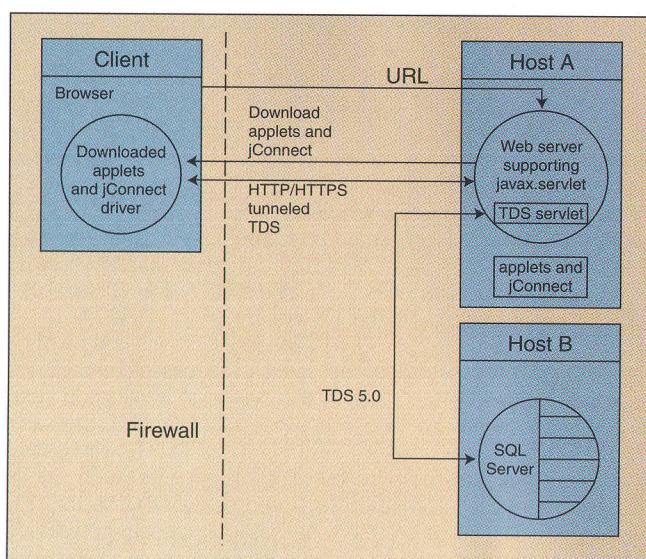 Client
Browser
Downloaded
applets
and jConnect
driver
URL
Download
applets and
jConnect
HTTP/HTTPS
tunneled
TDS
Host A
Web server
supporting
javax.servlet
TDS servlet
applets and
jConnect
Host B
TDS 5.0
SQL
Server
Firewall